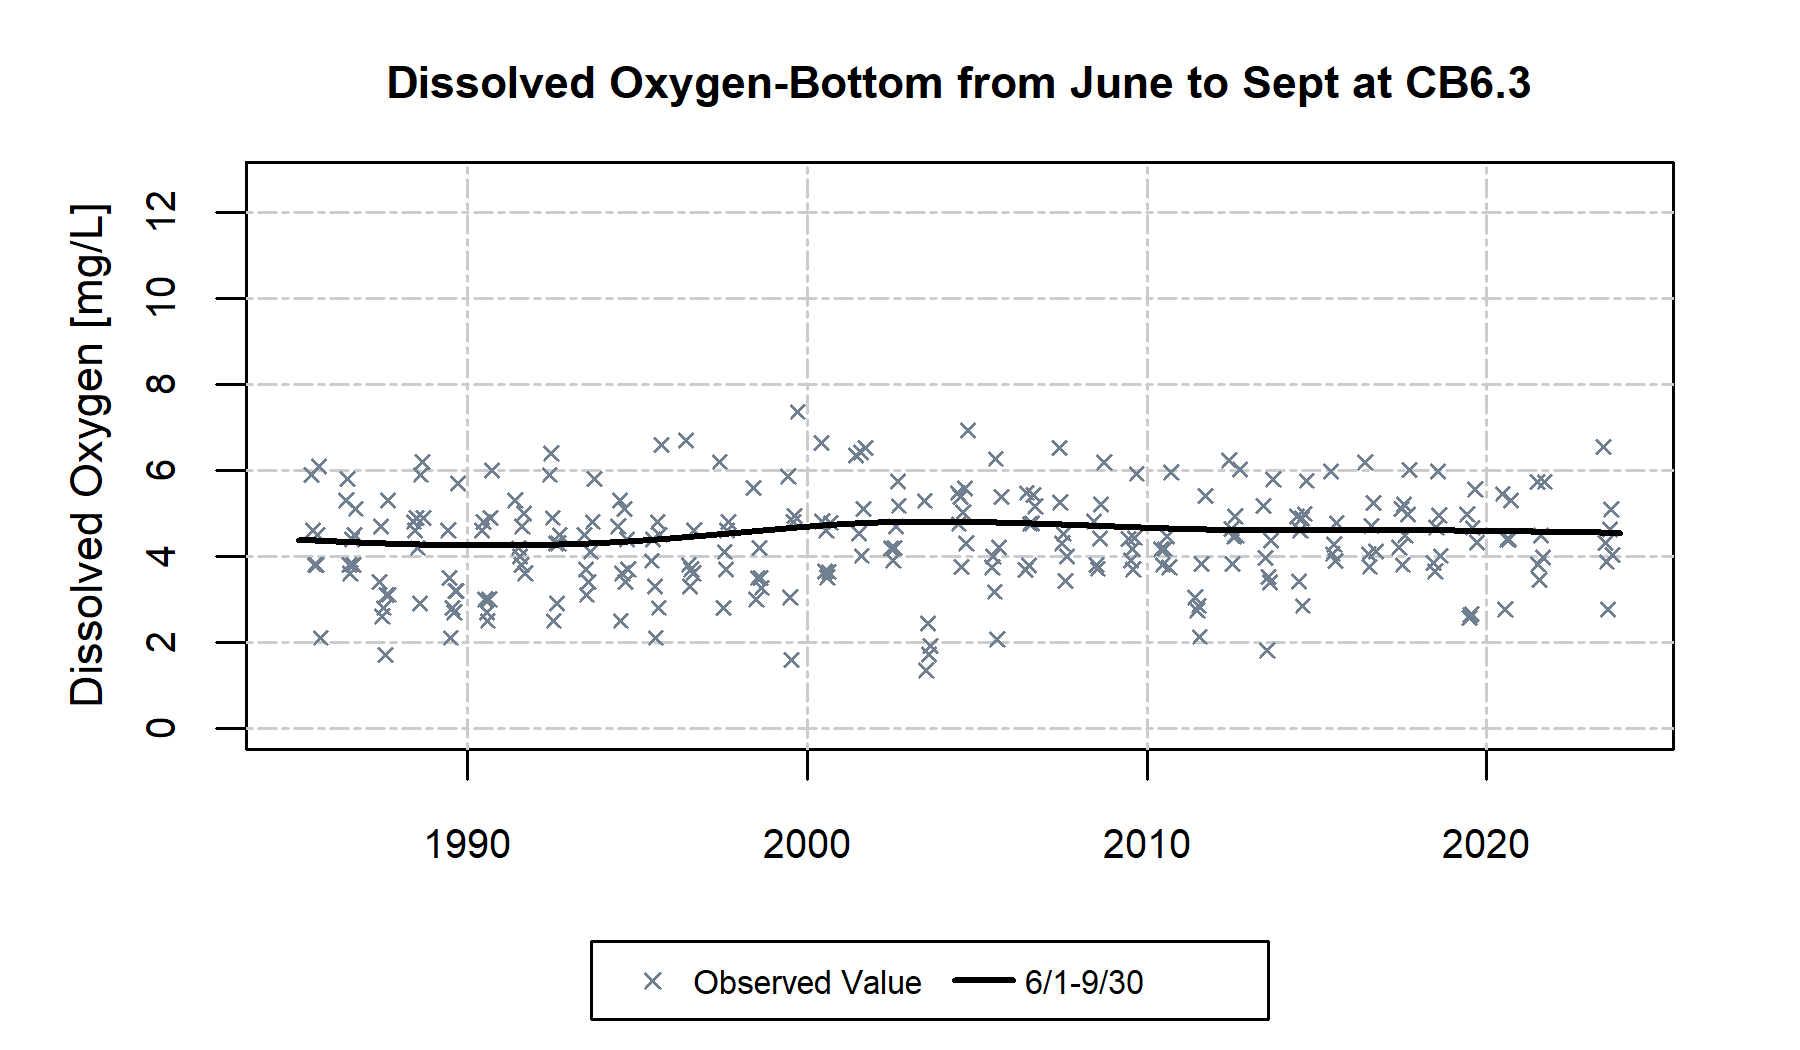 Dissolved Oxygen-Bottom from June to Sept at CB6.3
Dissolved Oxygen [mg/L]
12
10
8
6
4
2
0
1990 2000 2010 2020
Observed Value 6/1-9/30